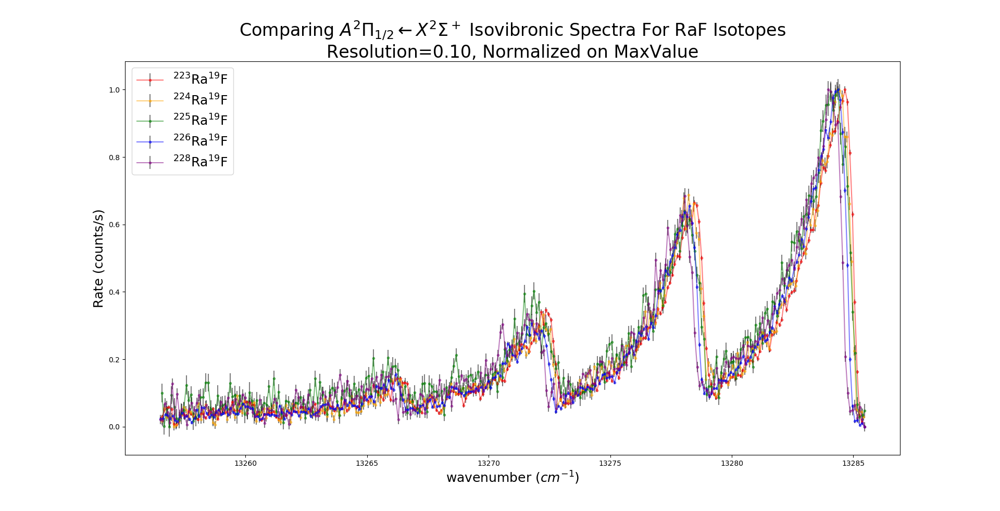 Comparing A²Π₁/₂ ← X²Σ⁺ Isovibronic Spectra For RaF Isotopes
Resolution=0.10, Normalized on MaxValue
²²³Ra¹⁹F
²²⁴Ra¹⁹F
²²⁵Ra¹⁹F
²²⁶Ra¹⁹F
²²⁸Ra¹⁹F
Rate (counts/s)
1.0
0.8
0.6
0.4
0.2
0.0
13260 13265 13270 13275 13280 13285
wavenumber (cm⁻¹)